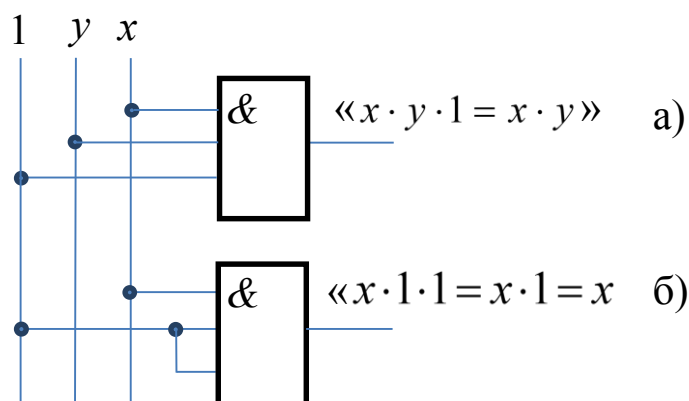 1 y x
& «x · y · 1 = x · y» а)
& «x · 1 · 1 = x · 1 = x б)